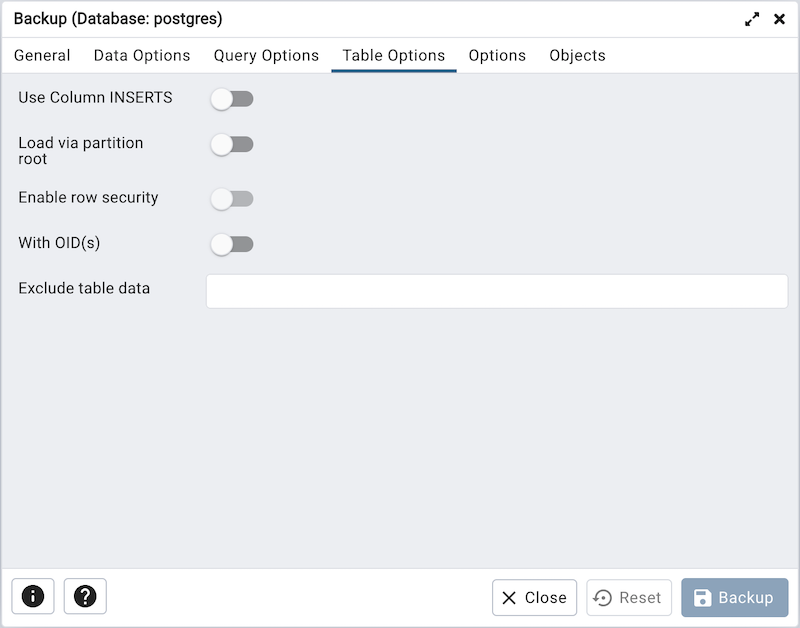 Backup (Database: postgres)
General Data Options Query Options Table Options Options Objects
Use Column INSERTS
Load via partition
root
Enable row security
With OID(s)
Exclude table data
Close Reset Backup